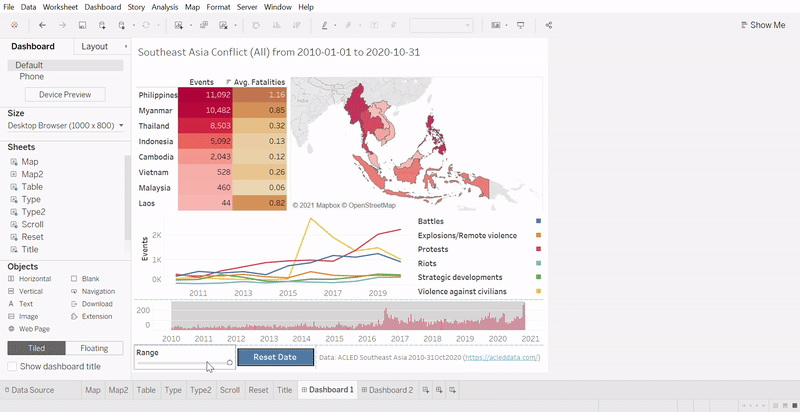 File Data Worksheet Dashboard Story Analysis Map Format Server Window Help
Show Me
Dashboard Layout
Default
Phone
Device Preview
Size
Desktop Browser (1000 x 800)
Sheets
Map
Map2
Table
Type
Type2
Scroll
Reset
Title
Objects
Horizontal Blank
Vertical Navigation
Text Download
Image Extension
Web Page
Tiled Floating
Show dashboard title
Southeast Asia Conflict (All) from 2010-01-01 to 2020-10-31
Events Avg. Fatalities
Philippines 11,092 1.16
Myanmar 10,482 0.85
Thailand 8,503 0.32
Indonesia 5,092 0.13
Cambodia 2,043 0.12
Vietnam 528 0.26
Malaysia 460 0.06
Laos 44 0.82
© 2021 Mapbox © OpenStreetMap
Events
2K
1K
0K
2011 2013 2015 2017 2019
Battles
Explosions/Remote violence
Protests
Riots
Strategic developments
Violence against civilians
200
0
2010 2011 2012 2013 2014 2015 2016 2017 2018 2019 2020 2021
Range
Reset Date
Data: ACLED Southeast Asia 2010-31Oct2020 (https://acleddata.com/)
Data Source Map Map2 Table Type Type2 Scroll Reset Title Dashboard 1 Dashboard 2